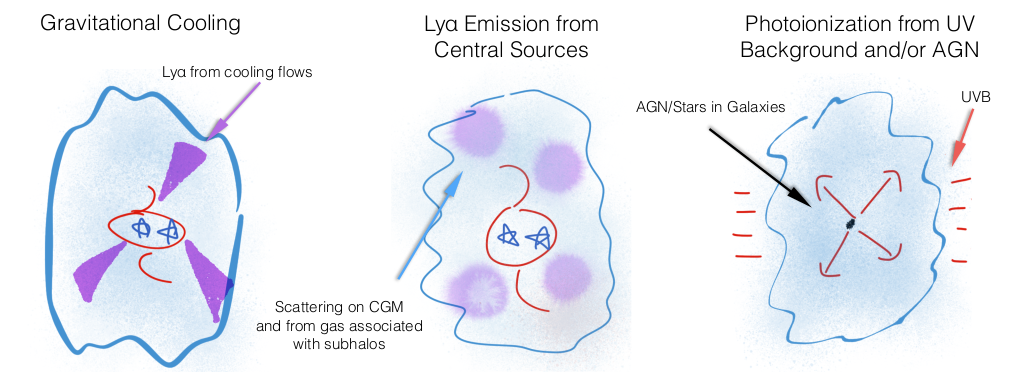 Gravitational Cooling
Lyα from cooling flows
Lyα Emission from
Central Sources
Scattering on CGM
and from gas associated
with subhalos
Photoionization from UV
Background and/or AGN
AGN/Stars in Galaxies
UVB